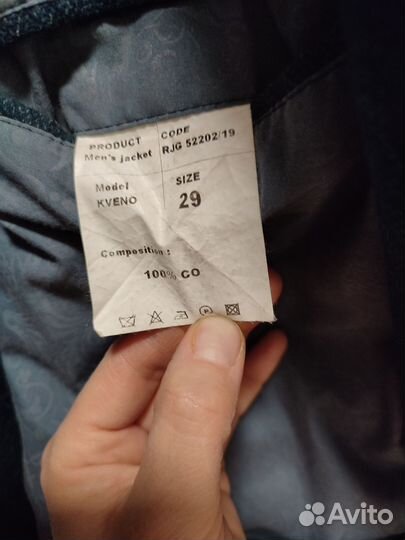 PRODUCT
Men's jacket
CODE
RJG 52202/19
Model
KVENO
SIZE
29
Composition :
100% CO
Avito